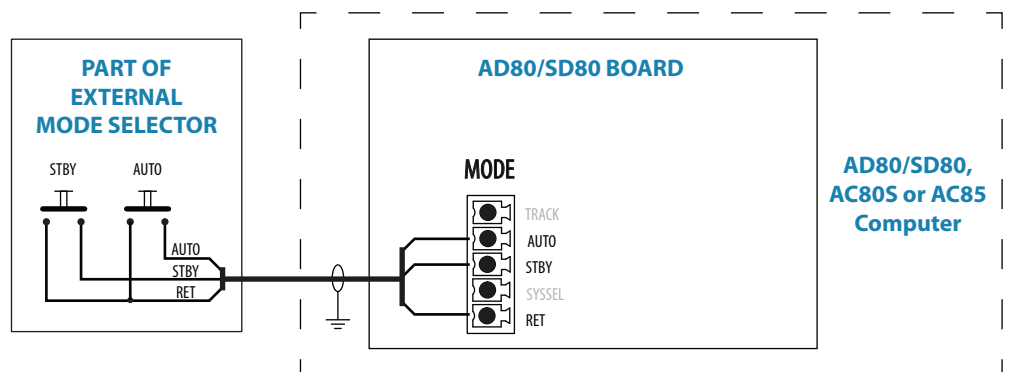 PART OF
EXTERNAL
MODE SELECTOR
STBY
AUTO
AUTO
STBY
RET
AD80/SD80 BOARD
MODE
TRACK
AUTO
STBY
SYSSEL
RET
AD80/SD80,
AC80S or AC85
Computer